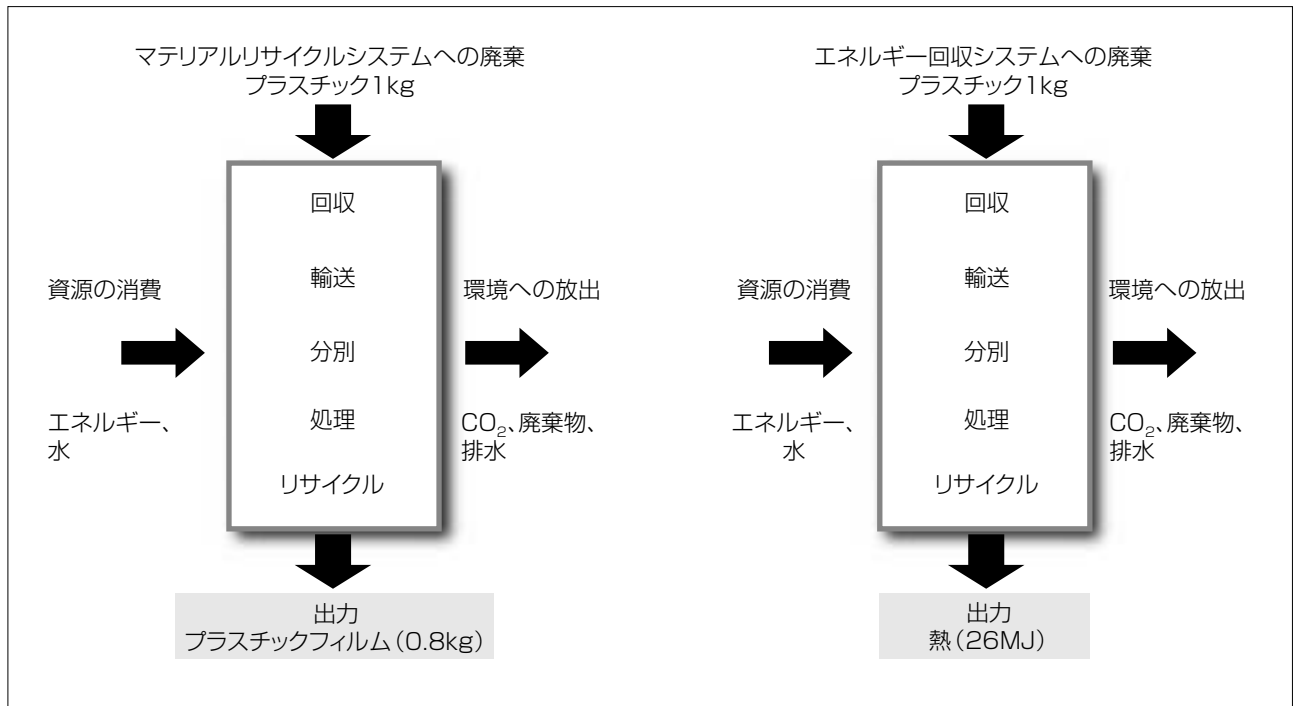 マテリアルリサイクルシステムへの廃棄
プラスチック1kg
回収
輸送
分別
処理
リサイクル
資源の消費
エネルギー、
水
環境への放出
CO₂、廃棄物、
排水
出力
プラスチックフィルム（0.8kg）
エネルギー回収システムへの廃棄
プラスチック1kg
回収
輸送
分別
処理
リサイクル
資源の消費
エネルギー、
水
環境への放出
CO₂、廃棄物、
排水
出力
熱（26MJ）